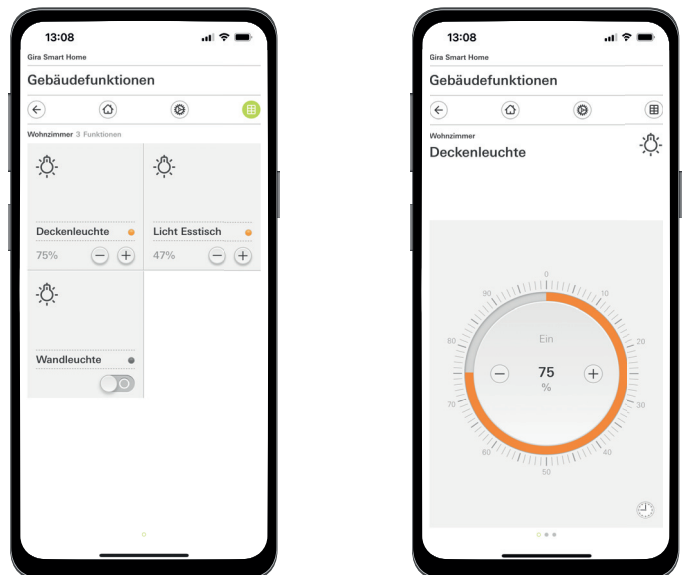 13:08
Gira Smart Home
Gebäudefunktionen
Wohnzimmer 3 Funktionen
Deckenleuchte
Licht Esstisch
75%
47%
Wandleuchte
13:08
Gira Smart Home
Gebäudefunktionen
Wohnzimmer
Deckenleuchte
0
90
10
80
Ein
20
75
%
70
30
60
40
50